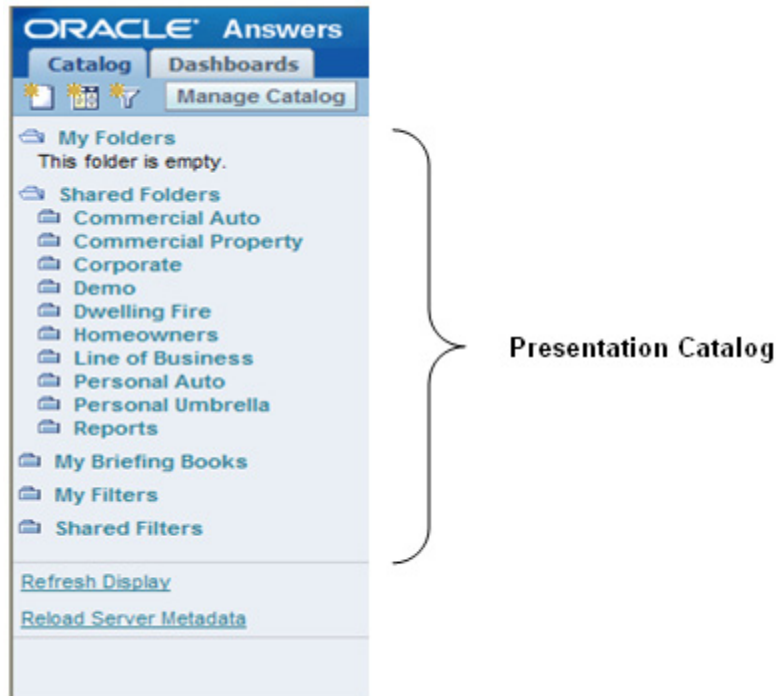 ORACLE Answers
Catalog Dashboards
Manage Catalog
My Folders
This folder is empty.
Shared Folders
Commercial Auto
Commercial Property
Corporate
Demo
Dwelling Fire
Homeowners
Line of Business
Personal Auto
Personal Umbrella
Reports
My Briefing Books
My Filters
Shared Filters
Refresh Display
Reload Server Metadata
Presentation Catalog